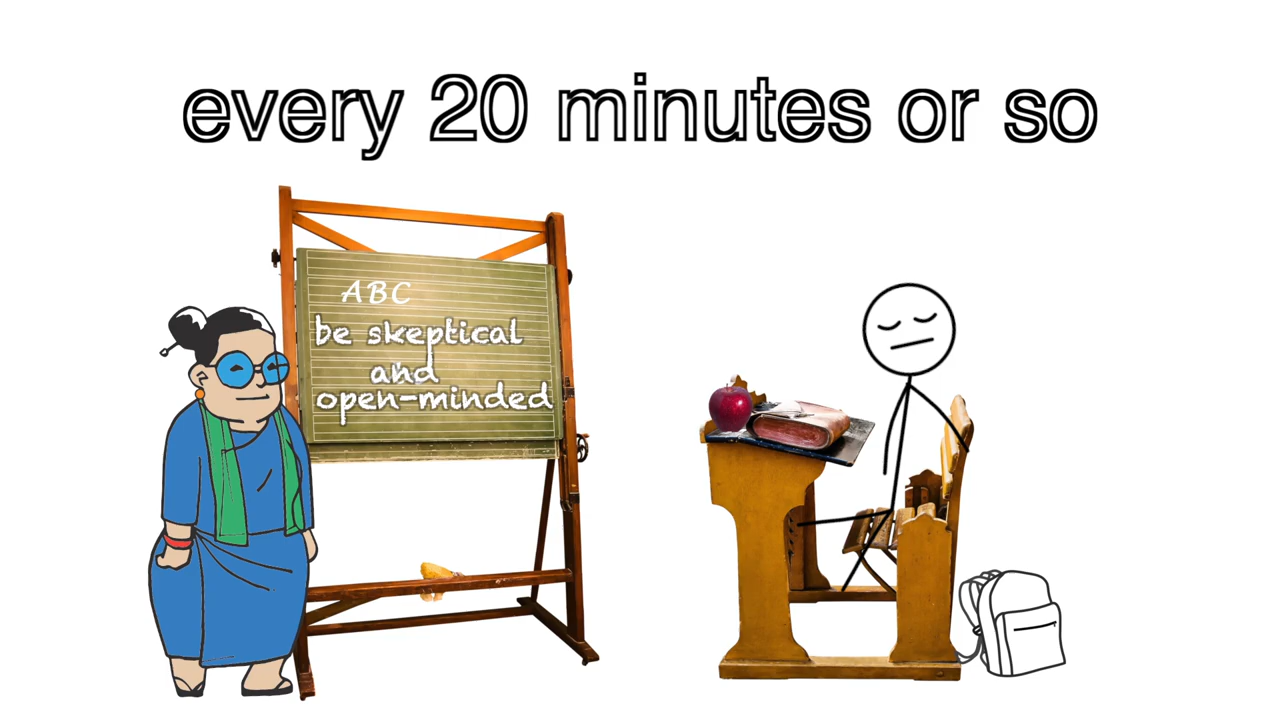 every 20 minutes or so
ABC
be skeptical
and
open-minded